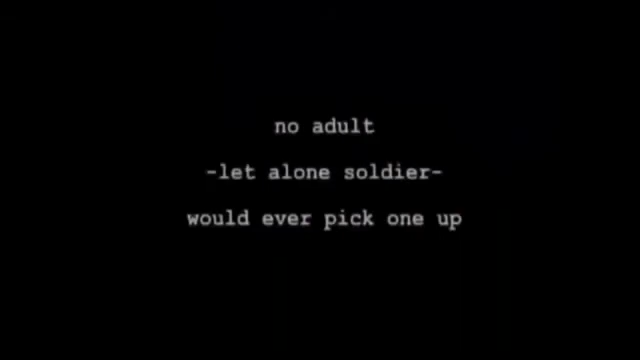 no adult
-let alone soldier-
would ever pick one up